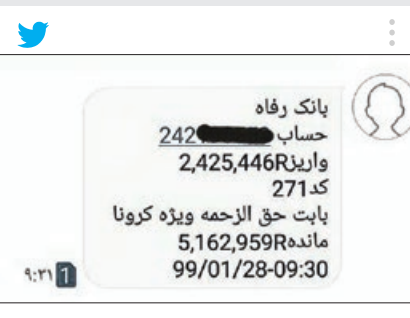 بانک رفاه
حساب 242
واریز2,425,446R
کد271
بابت حق الزحمه ویژه کرونا
مانده5,162,959R
99/01/28-09:30
۹:۳۱ 1